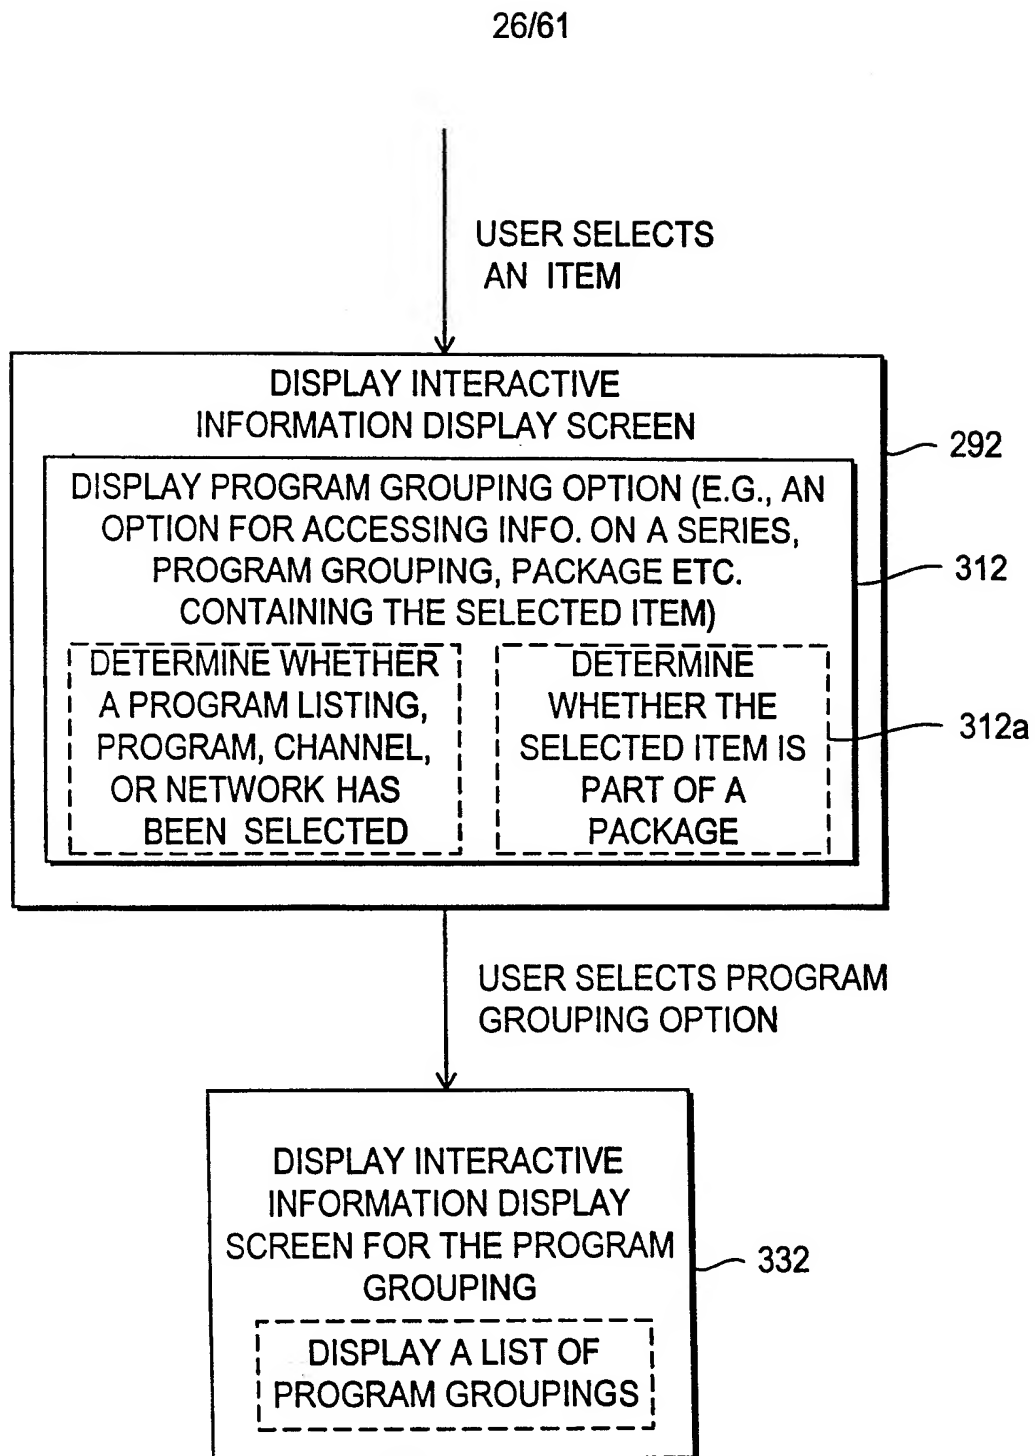 26/61
USER SELECTS
AN ITEM
DISPLAY INTERACTIVE
INFORMATION DISPLAY SCREEN
292
DISPLAY PROGRAM GROUPING OPTION (E.G., AN
OPTION FOR ACCESSING INFO. ON A SERIES,
PROGRAM GROUPING, PACKAGE ETC.
CONTAINING THE SELECTED ITEM)
312
DETERMINE WHETHER
A PROGRAM LISTING,
PROGRAM, CHANNEL,
OR NETWORK HAS
BEEN SELECTED
DETERMINE
WHETHER THE
SELECTED ITEM IS
PART OF A
PACKAGE
312a
USER SELECTS PROGRAM
GROUPING OPTION
DISPLAY INTERACTIVE
INFORMATION DISPLAY
SCREEN FOR THE PROGRAM
GROUPING
332
DISPLAY A LIST OF
PROGRAM GROUPINGS